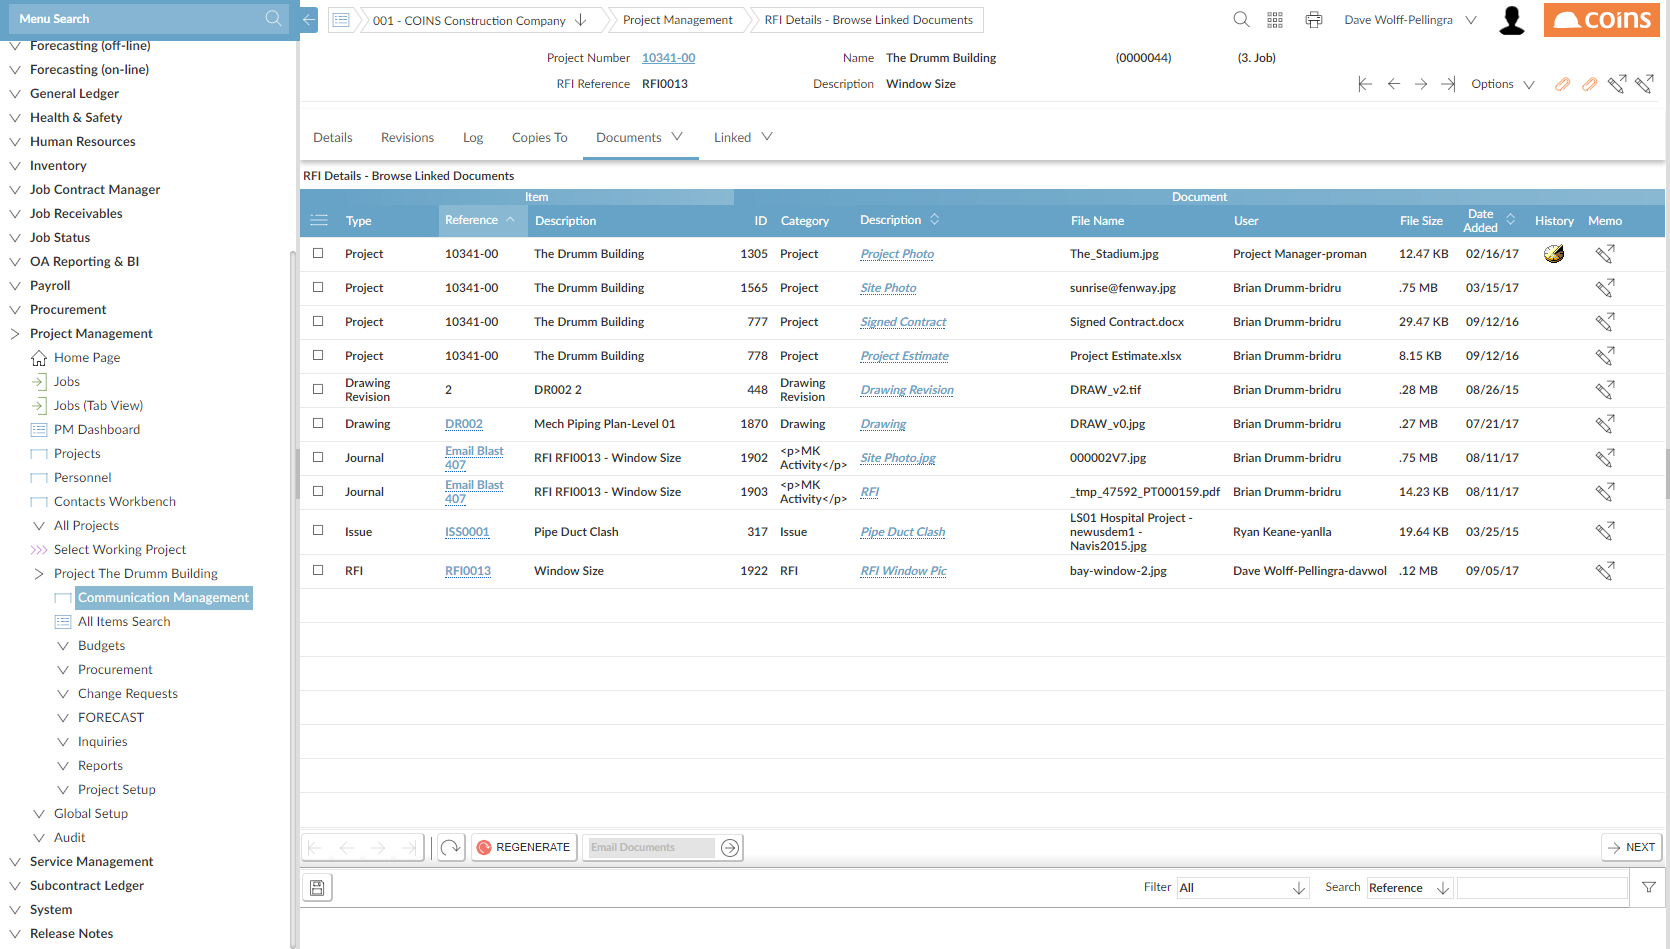 Menu Search
001 - COINS Construction Company
Project Management
RFI Details - Browse Linked Documents
Dave Wolff-Pellingra
coins
Project Number 10341-00 Name The Drumm Building (0000044) (3. Job)
RFI Reference RFI0013 Description Window Size
Options
Details Revisions Log Copies To Documents Linked
RFI Details - Browse Linked Documents
Item Document
Type Reference Description ID Category Description File Name User File Size Date Added History Memo
Project 10341-00 The Drumm Building 1305 Project Project Photo The_Stadium.jpg Project Manager-proman 12.47 KB 02/16/17
Project 10341-00 The Drumm Building 1565 Project Site Photo sunrise@fenway.jpg Brian Drumm-bridru .75 MB 03/15/17
Project 10341-00 The Drumm Building 777 Project Signed Contract Signed Contract.docx Brian Drumm-bridru 29.47 KB 09/12/16
Project 10341-00 The Drumm Building 778 Project Project Estimate Project Estimate.xlsx Brian Drumm-bridru 8.15 KB 09/12/16
Drawing Revision 2 DR002 2 448 Drawing Revision Drawing Revision DRAW_v2.tif Brian Drumm-bridru .28 MB 08/26/15
Drawing DR002 Mech Piping Plan-Level 01 1870 Drawing Drawing DRAW_v0.jpg Brian Drumm-bridru .27 MB 07/21/17
Journal Email Blast 407 RFI RFI0013 - Window Size 1902 <p>MK Activity</p> Site Photo.jpg 000002V7.jpg Brian Drumm-bridru .75 MB 08/11/17
Journal Email Blast 407 RFI RFI0013 - Window Size 1903 <p>MK Activity</p> RFI _tmp_47592_PT000159.pdf Brian Drumm-bridru 14.23 KB 08/11/17
Issue ISS0001 Pipe Duct Clash 317 Issue Pipe Duct Clash LS01 Hospital Project - newusdem1 - Navis2015.jpg Ryan Keane-yanlla 19.64 KB 03/25/15
RFI RFI0013 Window Size 1922 RFI RFI Window Pic bay-window-2.jpg Dave Wolff-Pellingra-davwol .12 MB 09/05/17
REGENERATE
Email Documents
NEXT
Filter All Search Reference
Forecasting (off-line)
Forecasting (on-line)
General Ledger
Health & Safety
Human Resources
Inventory
Job Contract Manager
Job Receivables
Job Status
OA Reporting & BI
Payroll
Procurement
Project Management
Home Page
Jobs
Jobs (Tab View)
PM Dashboard
Projects
Personnel
Contacts Workbench
All Projects
Select Working Project
Project The Drumm Building
Communication Management
All Items Search
Budgets
Procurement
Change Requests
FORECAST
Inquiries
Reports
Project Setup
Global Setup
Audit
Service Management
Subcontract Ledger
System
Release Notes